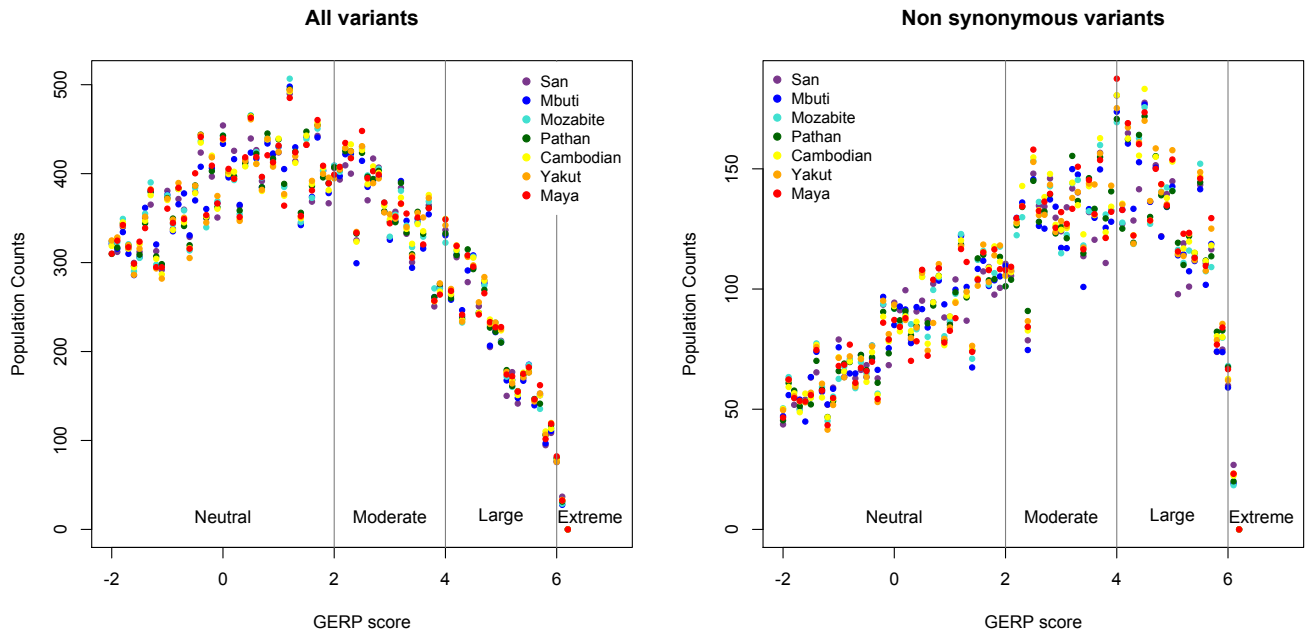 All variants
Population Counts
500
400
300
200
100
0
San
Mbuti
Mozabite
Pathan
Cambodian
Yakut
Maya
Neutral
Moderate
Large
Extreme
-2 0 2 4 6
GERP score
Non synonymous variants
Population Counts
150
100
50
0
San
Mbuti
Mozabite
Pathan
Cambodian
Yakut
Maya
Neutral
Moderate
Large
Extreme
-2 0 2 4 6
GERP score